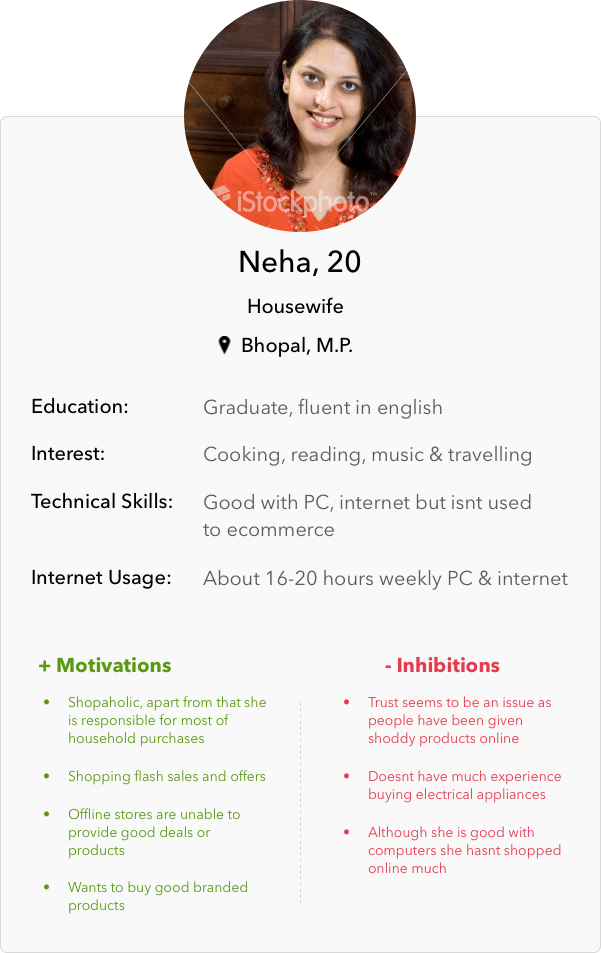 iStockphoto™
Neha, 20
Housewife
Bhopal, M.P.
Education: Graduate, fluent in english
Interest: Cooking, reading, music & travelling
Technical Skills: Good with PC, internet but isnt used
to ecommerce
Internet Usage: About 16-20 hours weekly PC & internet
+ Motivations
• Shopaholic, apart from that she
is responsible for most of
household purchases
• Shopping flash sales and offers
• Offline stores are unable to
provide good deals or
products
• Wants to buy good branded
products
- Inhibitions
• Trust seems to be an issue as
people have been given
shoddy products online
• Doesnt have much experience
buying electrical appliances
• Although she is good with
computers she hasnt shopped
online much